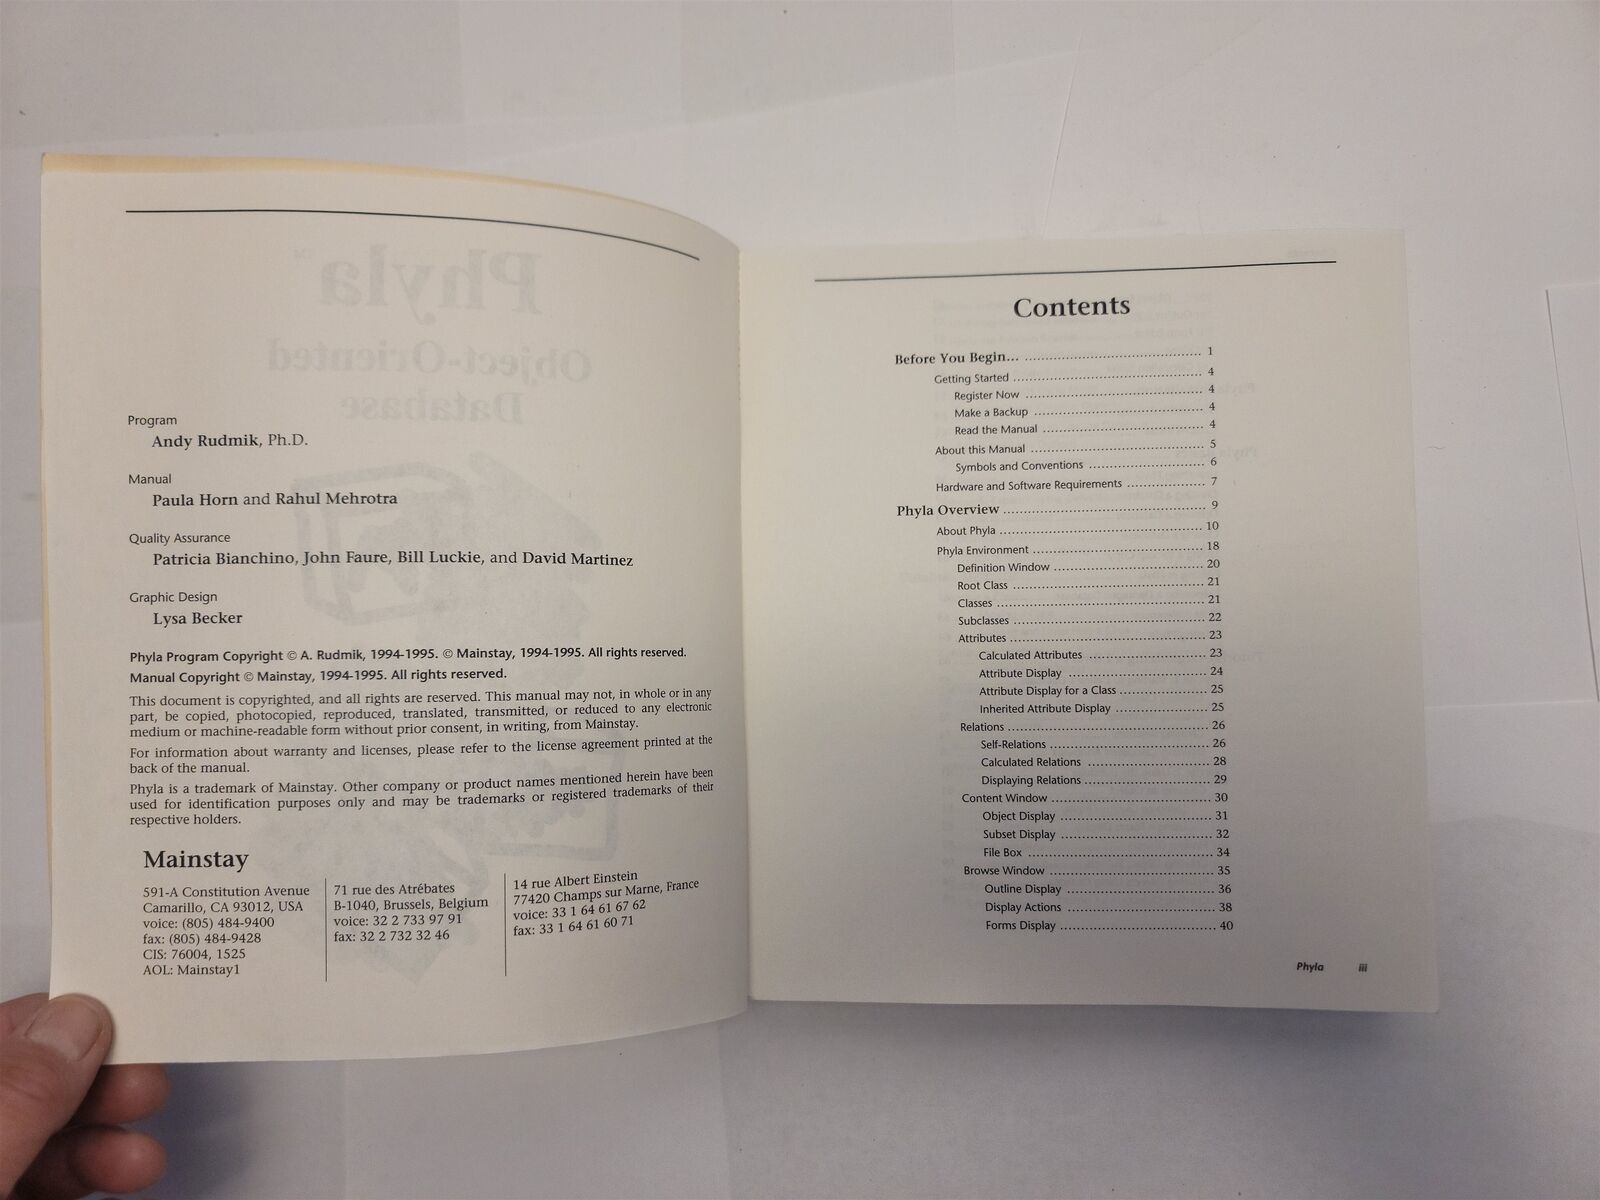 Program
Andy Rudmik, Ph.D.
Manual
Paula Horn and Rahul Mehrotra
Quality Assurance
Patricia Bianchino, John Faure, Bill Luckie, and David Martinez
Graphic Design
Lysa Becker
Phyla Program Copyright © A. Rudmik, 1994-1995. © Mainstay, 1994-1995. All rights reserved.
Manual Copyright © Mainstay, 1994-1995. All rights reserved.
This document is copyrighted, and all rights are reserved. This manual may not, in whole or in any
part, be copied, photocopied, reproduced, translated, transmitted, or reduced to any electronic
medium or machine-readable form without prior consent, in writing, from Mainstay.
For information about warranty and licenses, please refer to the license agreement printed at the
back of the manual.
Phyla is a trademark of Mainstay. Other company or product names mentioned herein have been
used for identification purposes only and may be trademarks or registered trademarks of their
respective holders.
Mainstay
591-A Constitution Avenue
Camarillo, CA 93012, USA
voice: (805) 484-9400
fax: (805) 484-9428
CIS: 76004, 1525
AOL: Mainstay1
71 rue des Atrébates
B-1040, Brussels, Belgium
voice: 32 2 733 97 91
fax: 32 2 732 32 46
14 rue Albert Einstein
77420 Champs sur Marne, France
voice: 33 1 64 61 67 62
fax: 33 1 64 61 60 71
Contents
Before You Begin... 1
Getting Started 4
Register Now 4
Make a Backup 4
Read the Manual 4
About this Manual 5
Symbols and Conventions 6
Hardware and Software Requirements 7
Phyla Overview 9
About Phyla 10
Phyla Environment 18
Definition Window 20
Root Class 21
Classes 21
Subclasses 22
Attributes 23
Calculated Attributes 23
Attribute Display 24
Attribute Display for a Class 25
Inherited Attribute Display 25
Relations 26
Self-Relations 26
Calculated Relations 28
Displaying Relations 29
Content Window 30
Object Display 31
Subset Display 32
File Box 34
Browse Window 35
Outline Display 36
Display Actions 38
Forms Display 40
Phyla iii